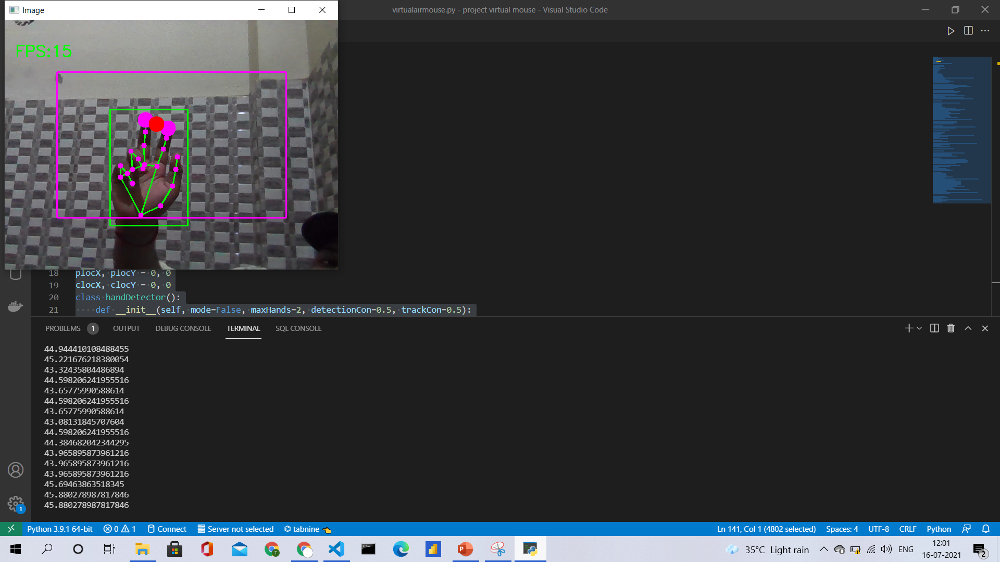 Image
virtualairmouse.py - project virtual mouse - Visual Studio Code
FPS:15
18 plocX, plocY = 0, 0
19 clocX, clocY = 0, 0
20 class handDetector():
21 def __init__(self, mode=False, maxHands=2, detectionCon=0.5, trackCon=0.5):
PROBLEMS 1 OUTPUT DEBUG CONSOLE TERMINAL SQL CONSOLE
44.944410108488455
45.221676218380054
43.32435804486894
44.598206241955516
43.65775990588614
44.598206241955516
43.65775990588614
43.08131845707604
44.598206241955516
44.384682042344295
43.965895873961216
43.965895873961216
43.965895873961216
45.69463863518345
45.880278987817846
45.880278987817846
1
Python 3.9.1 64-bit 0 1 Connect Server not selected tabnine Ln 141, Col 1 (4802 selected) Spaces: 4 UTF-8 CRLF Python
T P 35°C Light rain ENG 12:01
16-07-2021 2